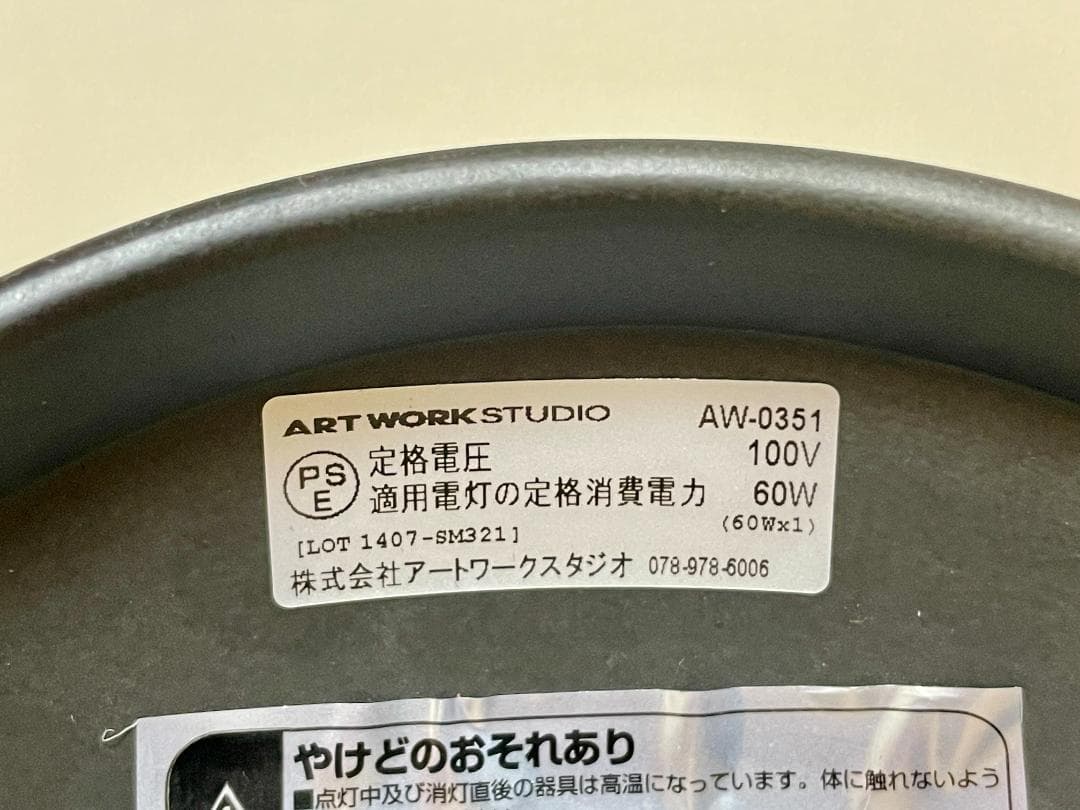 ART WORK STUDIO AW-0351
PS E 定格電圧 100V
適用電灯の定格消費電力 60W
(60Wx1)
[LOT 1407-SM321]
株式会社アートワークスタジオ 078-978-6006
やけどのおそれあり
■点灯中及び消灯直後の器具は高温になっています。体に触れないよう